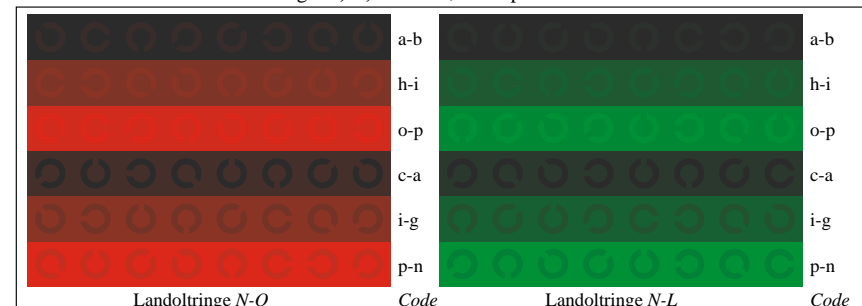 a-b a-b
h-i h-i
o-p o-p
c-a c-a
i-g i-g
p-n p-n
Landoltringe N-O Code Landoltringe N-L Code